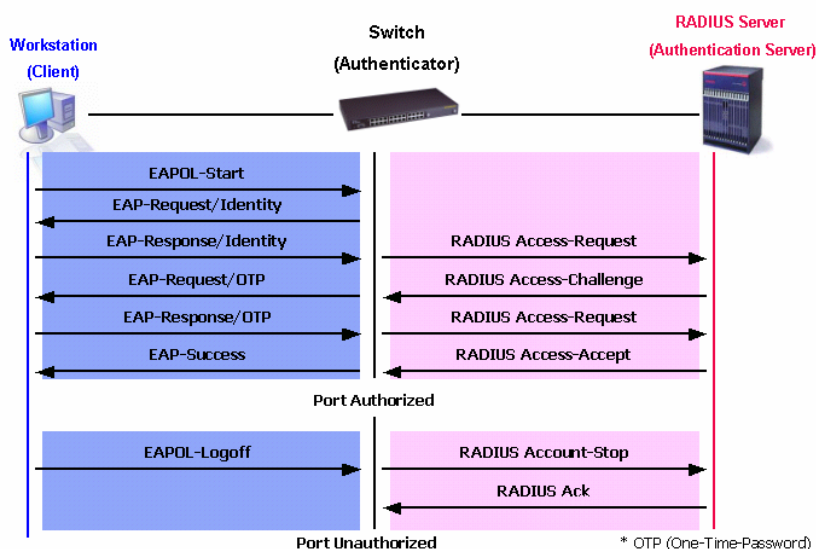 RADIUS Server
(Authentication Server)
Switch
(Authenticator)
Workstation
(Client)
EAPOL-Start
EAP-Request/Identity
EAP-Response/Identity
RADIUS Access-Request
EAP-Request/OTP
RADIUS Access-Challenge
EAP-Response/OTP
RADIUS Access-Request
EAP-Success
RADIUS Access-Accept
Port Authorized
EAPOL-Logoff
RADIUS Account-Stop
RADIUS Ack
Port Unauthorized
* OTP (One-Time-Password)